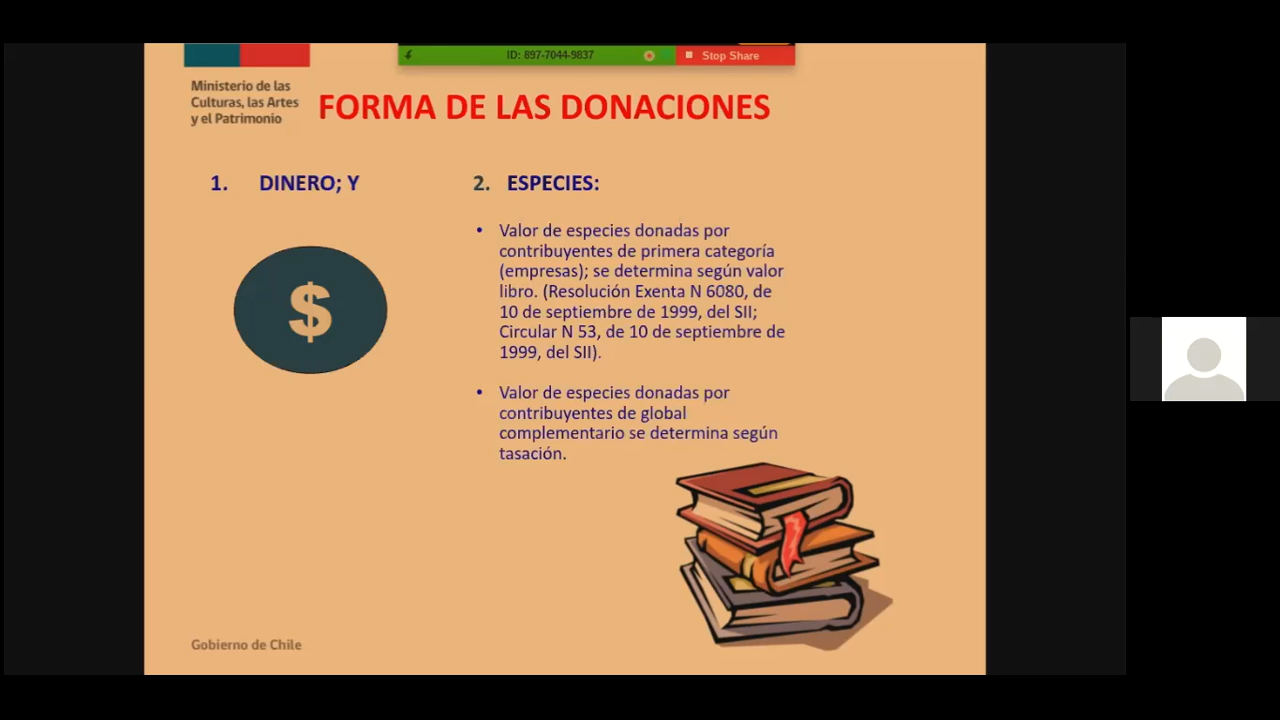 ID: 897-7044-9837
Stop Share
Ministerio de las
Culturas, las Artes
y el Patrimonio
FORMA DE LAS DONACIONES
1. DINERO; Y
$
2. ESPECIES:
• Valor de especies donadas por
contribuyentes de primera categoría
(empresas); se determina según valor
libro. (Resolución Exenta N 6080, de
10 de septiembre de 1999, del SII;
Circular N 53, de 10 de septiembre de
1999, del SII).
• Valor de especies donadas por
contribuyentes de global
complementario se determina según
tasación.
Gobierno de Chile